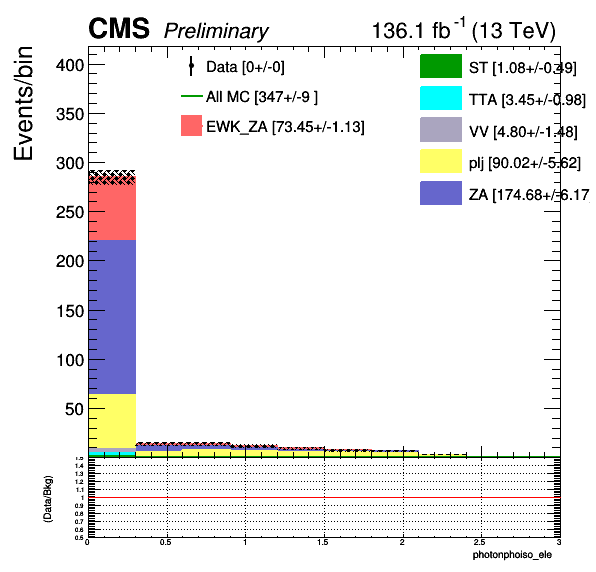 CMS Preliminary 136.1 fb⁻¹ (13 TeV)
Events/bin
400
350
300
250
200
150
100
50
Data [0+/-0]
All MC [347+/-9 ]
EWK_ZA [73.45+/-1.13]
ST [1.08+/-0.49]
TTA [3.45+/-0.98]
VV [4.80+/-1.48]
plj [90.02+/-5.62]
ZA [174.68+/-6.17]
(Data/Bkg)
1.5
1.4
1.3
1.2
1.1
1
0.9
0.8
0.7
0.6
0.5
0 0.5 1 1.5 2 2.5 3
photonphoiso_ele